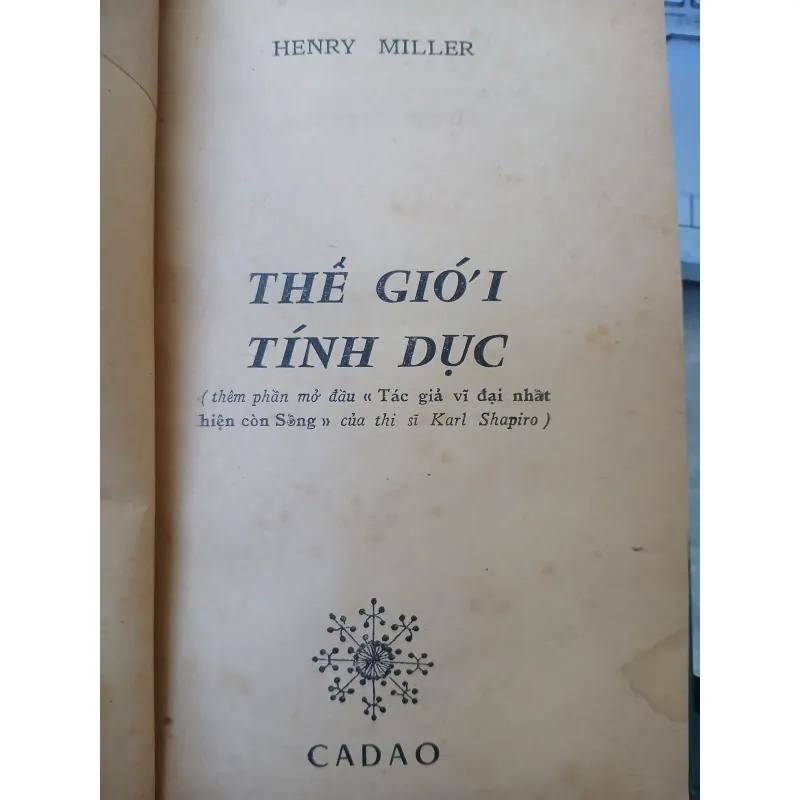 HENRY MILLER
THẾ GIỚI
TÍNH DỤC
( thêm phần mở đầu « Tác giả vĩ đại nhất
hiện còn Sống » của thi sĩ Karl Shapiro )
CADAO